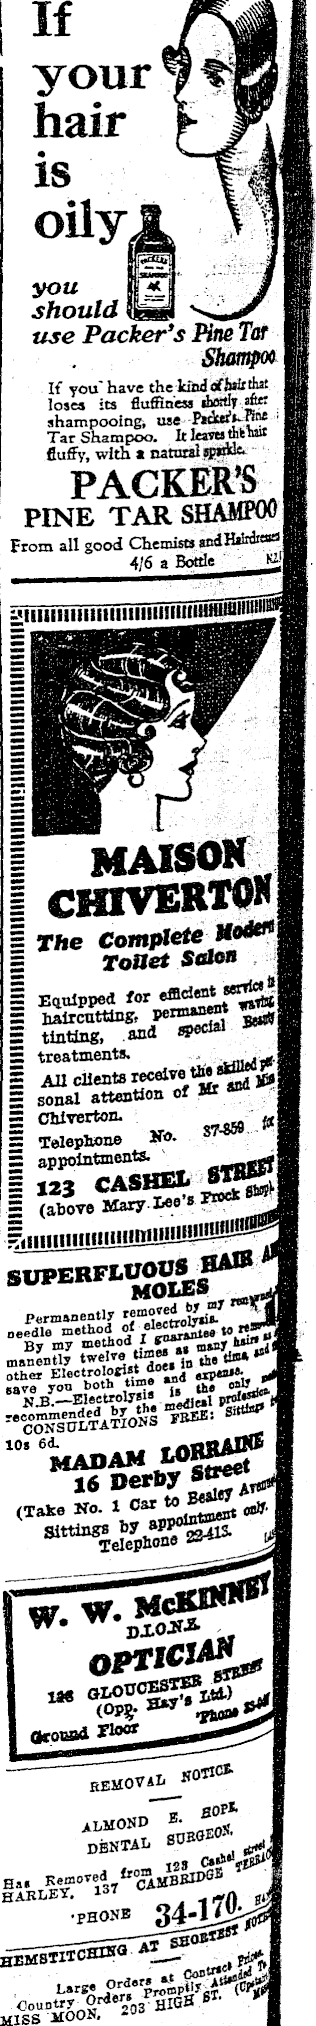 If
your
hair
is
oily
PACKER'S
SHAMPOO
you
should
use Packer's Pine Tar
Shampoo
If you have the kind of hair that
loses its fluffiness shortly after
shampooing, use Packer's Pine
Tar Shampoo. It leaves the hair
fluffy, with a natural sparkle.
PACKER'S
PINE TAR SHAMPOO
From all good Chemists and Hairdressers
4/6 a Bottle
MAISON
CHIVERTON
The Complete Modern
Toilet Salon
Equipped for efficient service in
haircutting, permanent waving,
tinting, and special Beauty
treatments.
All clients receive the skilled per-
sonal attention of Mr and Miss
Chiverton.
Telephone No. 37-859 for
appointments.
123 CASHEL STREET
(above Mary Lee's Frock Shop).
SUPERFLUOUS HAIR A
MOLES
Permanently removed by my
needle method of electrolysis.
By my method I guarantee to remove
manently twelve times as many hairs as
other Electrologist does in the time, and
save you both time and expense.
N.B.—Electrolysis is the only
recommended by the medical profession.
CONSULTATIONS FREE: Sittings
10s 6d.
MADAM LORRAINE
16 Derby Street
(Take No. 1 Car to Bealey Avenue
Sittings by appointment only.
Telephone 22-413.
W. W. McKINNEY
D.I.O.N.Z.
OPTICIAN
GLOUCESTER STREET
(Opp. Hay's Ltd.)
Ground Floor 'Phone
REMOVAL NOTICE.
ALMOND E. HOPE,
DENTAL SURGEON,
Has Removed from 123 Cashel street
HARLEY, 137 CAMBRIDGE TERRACE
'PHONE 34-170.
HEMSTITCHING AT SHORTEST NOTICE
Large Orders at Contract Prices.
Country Orders Promptly Attended To
MISS MOON, 203 HIGH ST. (Upstairs